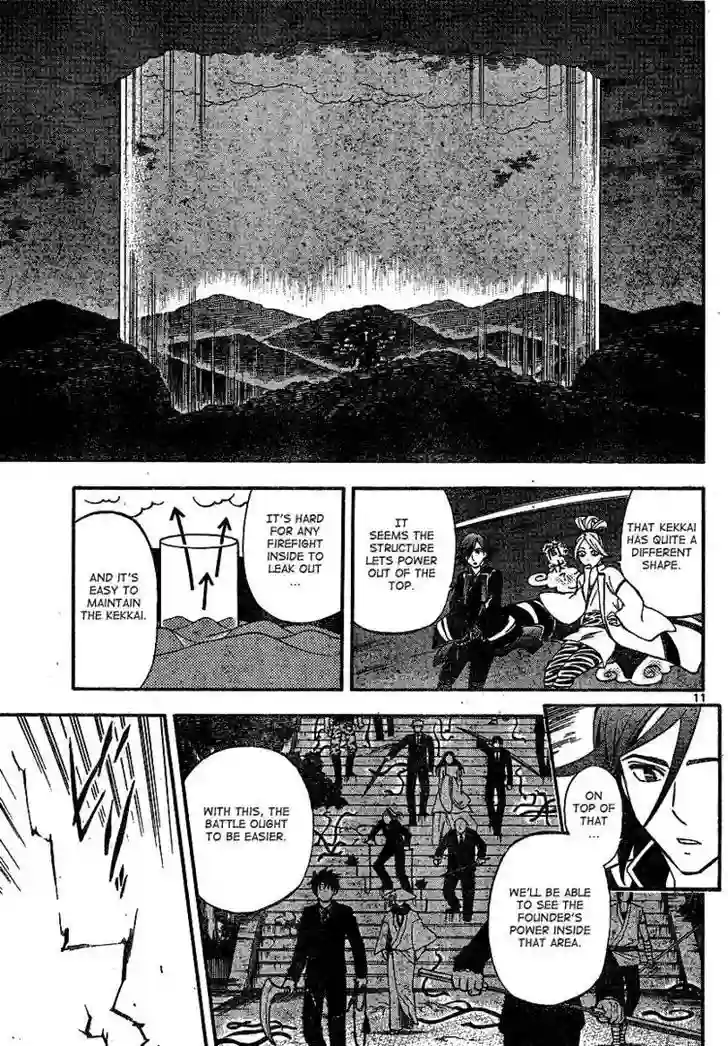 THAT KEKKAI
HAS QUITE A
DIFFERENT
SHAPE.
IT
SEEMS THE
STRUCTURE
LETS POWER
OUT OF THE
TOP.
IT'S HARD
FOR ANY
FIREFIGHT
INSIDE TO
LEAK OUT
...
AND IT'S
EASY TO
MAINTAIN
THE KEKKAI.
11
ON
TOP OF
THAT
...
WE'LL BE ABLE
TO SEE THE
FOUNDER'S
POWER INSIDE
THAT AREA.
WITH THIS, THE
BATTLE OUGHT
TO BE EASIER.